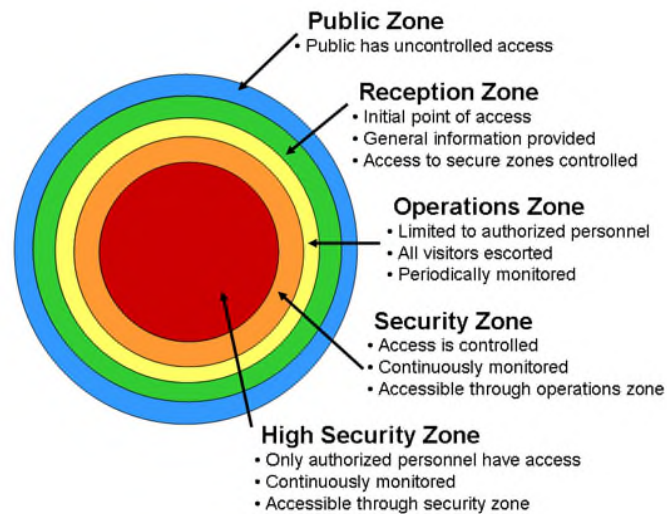 Public Zone
• Public has uncontrolled access
Reception Zone
• Initial point of access
• General information provided
• Access to secure zones controlled
Operations Zone
• Limited to authorized personnel
• All visitors escorted
• Periodically monitored
Security Zone
• Access is controlled
• Continuously monitored
• Accessible through operations zone
High Security Zone
• Only authorized personnel have access
• Continuously monitored
• Accessible through security zone